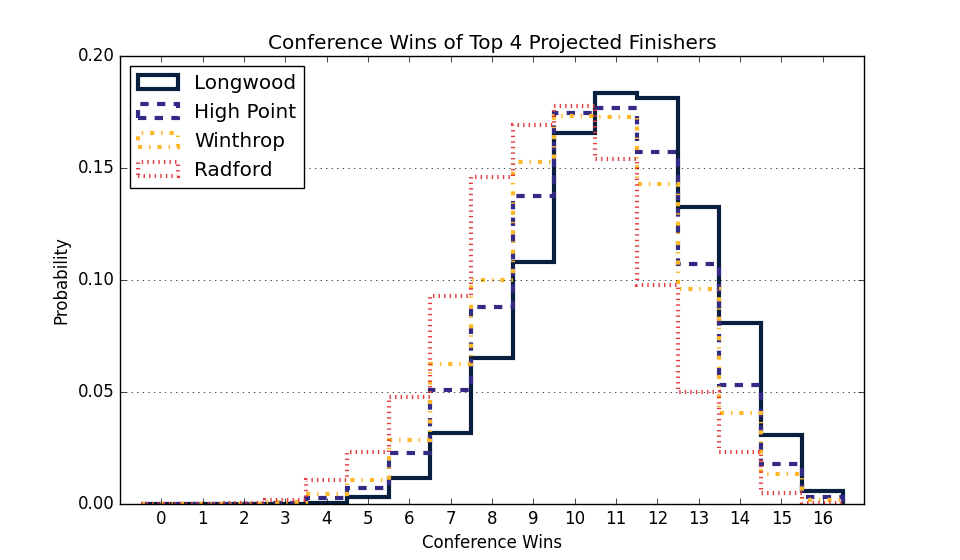 Conference Wins of Top 4 Projected Finishers
Longwood
High Point
Winthrop
Radford
Probability
0.20
0.15
0.10
0.05
0.00
0 1 2 3 4 5 6 7 8 9 10 11 12 13 14 15 16
Conference Wins